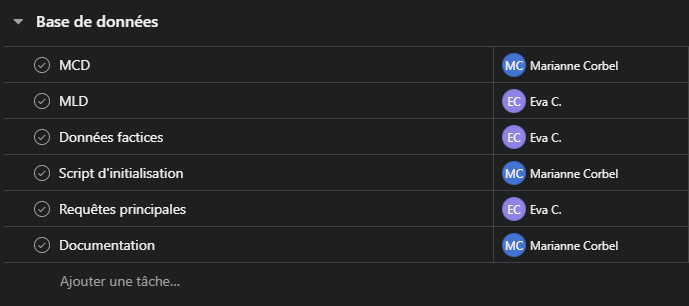 Base de données
MCD MC Marianne Corbel
MLD EC Eva C.
Données factices EC Eva C.
Script d'initialisation MC Marianne Corbel
Requêtes principales EC Eva C.
Documentation MC Marianne Corbel
Ajouter une tâche...